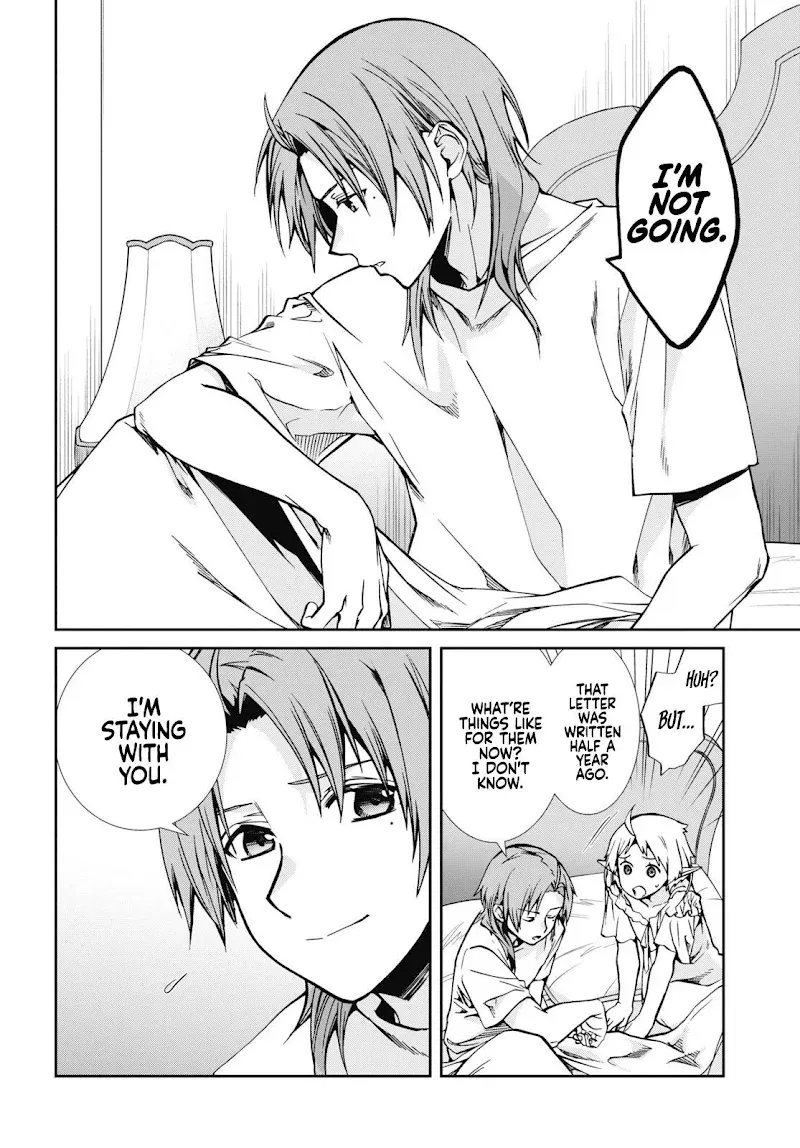 I'M
NOT
GOING.
HUH?
BUT...
THAT
LETTER WAS
WRITTEN
HALF A
YEAR
AGO.
WHAT'RE
THINGS LIKE
FOR THEM
NOW?
I DON'T
KNOW.
I'M
STAYING
WITH
YOU.